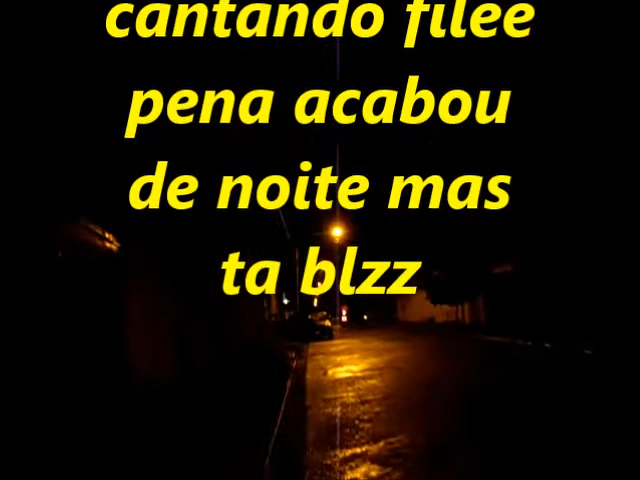 cantando filee
pena acabou
de noite mas
ta blzz